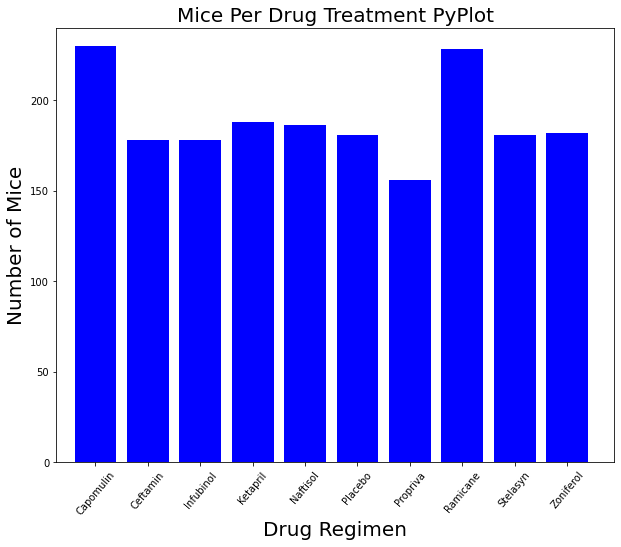 Mice Per Drug Treatment PyPlot
Number of Mice
200
150
100
50
0
Capomulin
Ceftamin
Infubinol
Ketapril
Naftisol
Placebo
Propriva
Ramicane
Stelasyn
Zoniferol
Drug Regimen